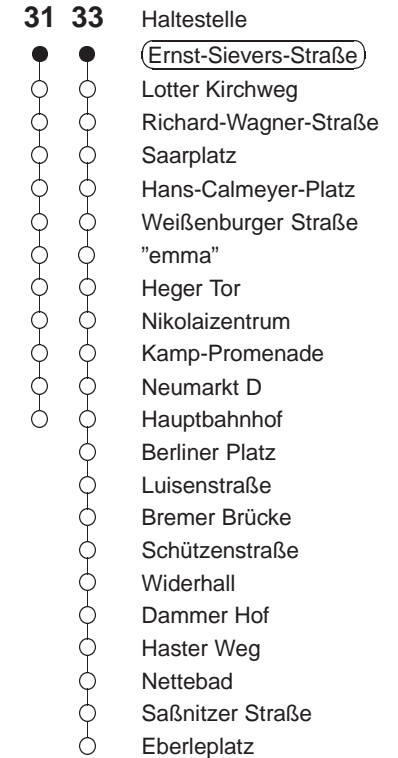 31 33 Haltestelle
Ernst-Sievers-Straße
Lotter Kirchweg
Richard-Wagner-Straße
Saarplatz
Hans-Calmeyer-Platz
Weißenburger Straße
”emma”
Heger Tor
Nikolaizentrum
Kamp-Promenade
Neumarkt D
Hauptbahnhof
Berliner Platz
Luisenstraße
Bremer Brücke
Schützenstraße
Widerhall
Dammer Hof
Haster Weg
Nettebad
Saßnitzer Straße
Eberleplatz